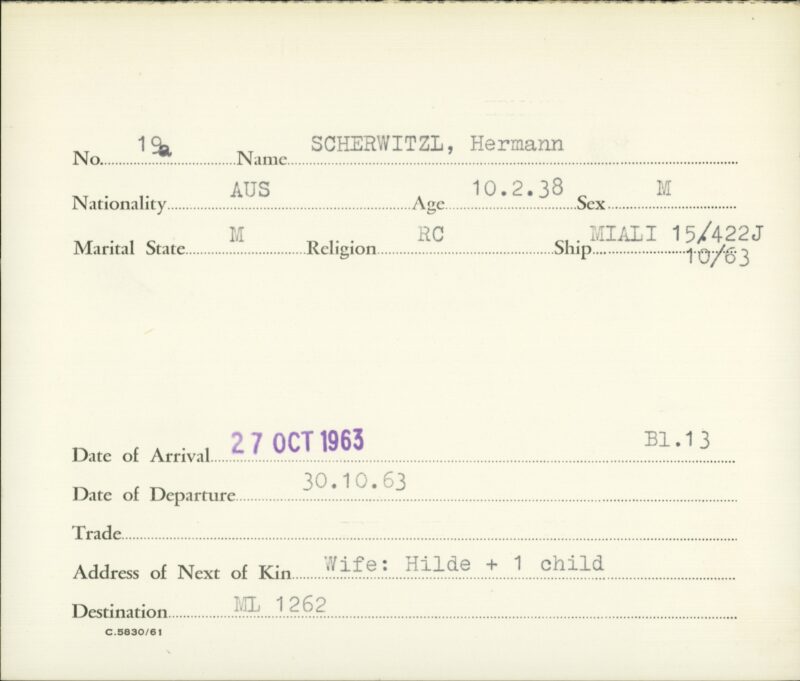 No. 19a Name SCHERWITZL, Hermann
Nationality AUS Age 10.2.38 Sex M
Marital State M Religion RC Ship MIALI 15/422J
10/63
Date of Arrival 27 OCT 1963 Bl.13
Date of Departure 30.10.63
Trade
Address of Next of Kin Wife: Hilde + 1 child
Destination ML 1262
C.5830/61